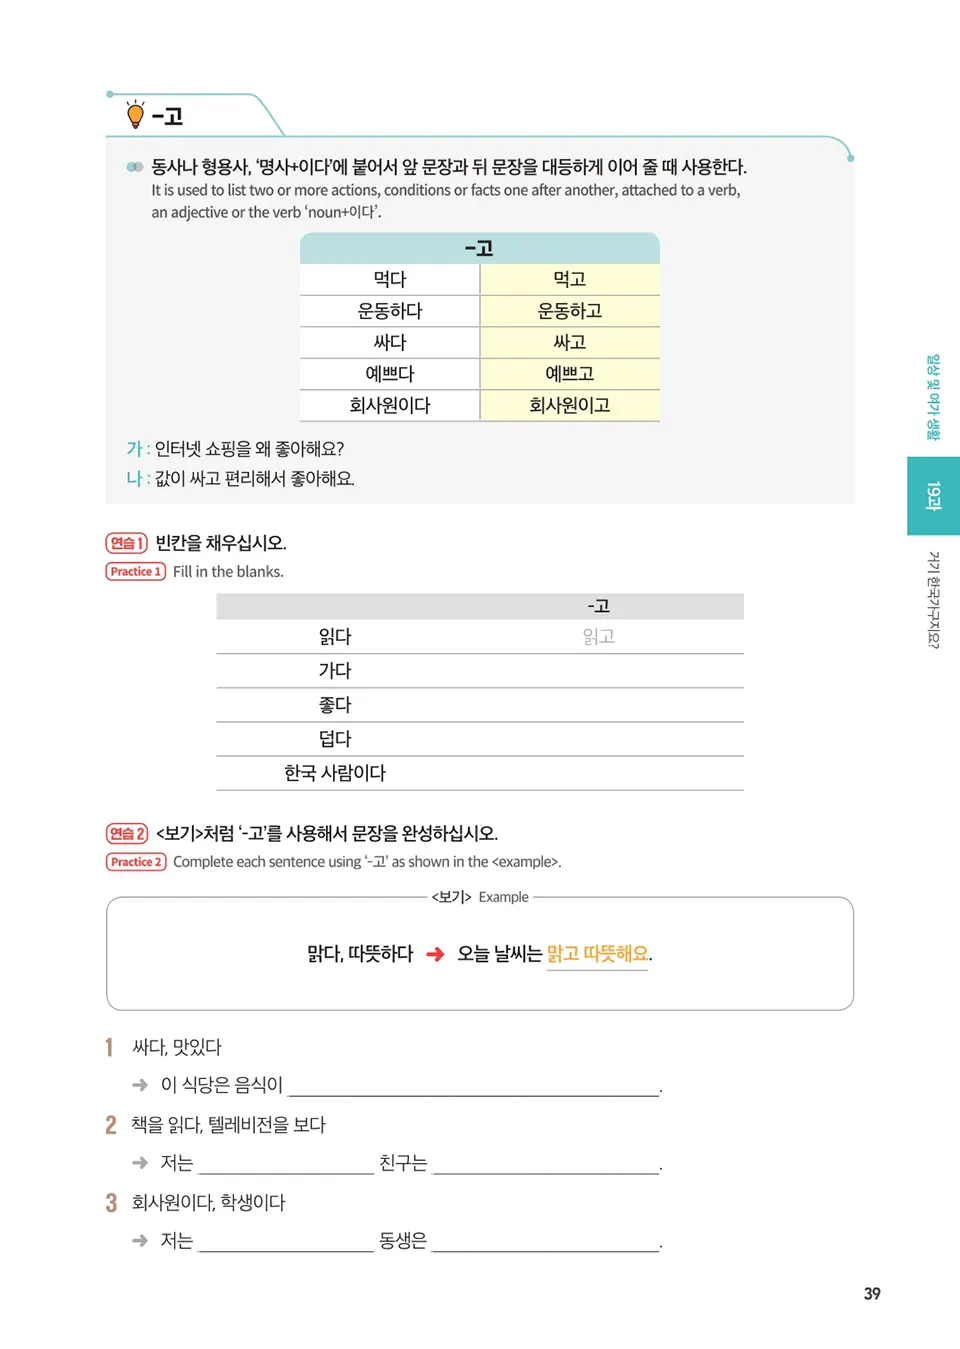 -고
동사나 형용사, ‘명사+이다’에 붙어서 앞 문장과 뒤 문장을 대등하게 이어 줄 때 사용한다.
It is used to list two or more actions, conditions or facts one after another, attached to a verb,
an adjective or the verb ‘noun+이다’.
-고
먹다 먹고
운동하다 운동하고
싸다 싸고
예쁘다 예쁘고
회사원이다 회사원이고
가 : 인터넷 쇼핑을 왜 좋아해요?
나 : 값이 싸고 편리해서 좋아해요.
연습 1 빈칸을 채우십시오.
Practice 1 Fill in the blanks.
-고
읽다 읽고
가다
좋다
덥다
한국 사람이다
연습 2 <보기>처럼 ‘-고’를 사용해서 문장을 완성하십시오.
Practice 2 Complete each sentence using ‘-고’ as shown in the <example>.
<보기> Example
맑다, 따뜻하다 ➜ 오늘 날씨는 맑고 따뜻해요.
1 싸다, 맛있다
➜ 이 식당은 음식이 ____________________.
2 책을 읽다, 텔레비전을 보다
➜ 저는 ____________ 친구는 ____________.
3 회사원이다, 학생이다
➜ 저는 ____________ 동생은 ____________.
일상 및 여가 생활
19과
거기 한국가구지요?
39